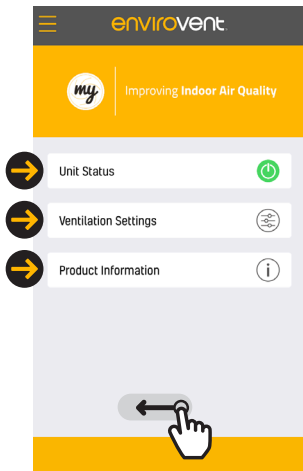 envirovent
my
Improving Indoor Air Quality
Unit Status
Ventilation Settings
Product Information